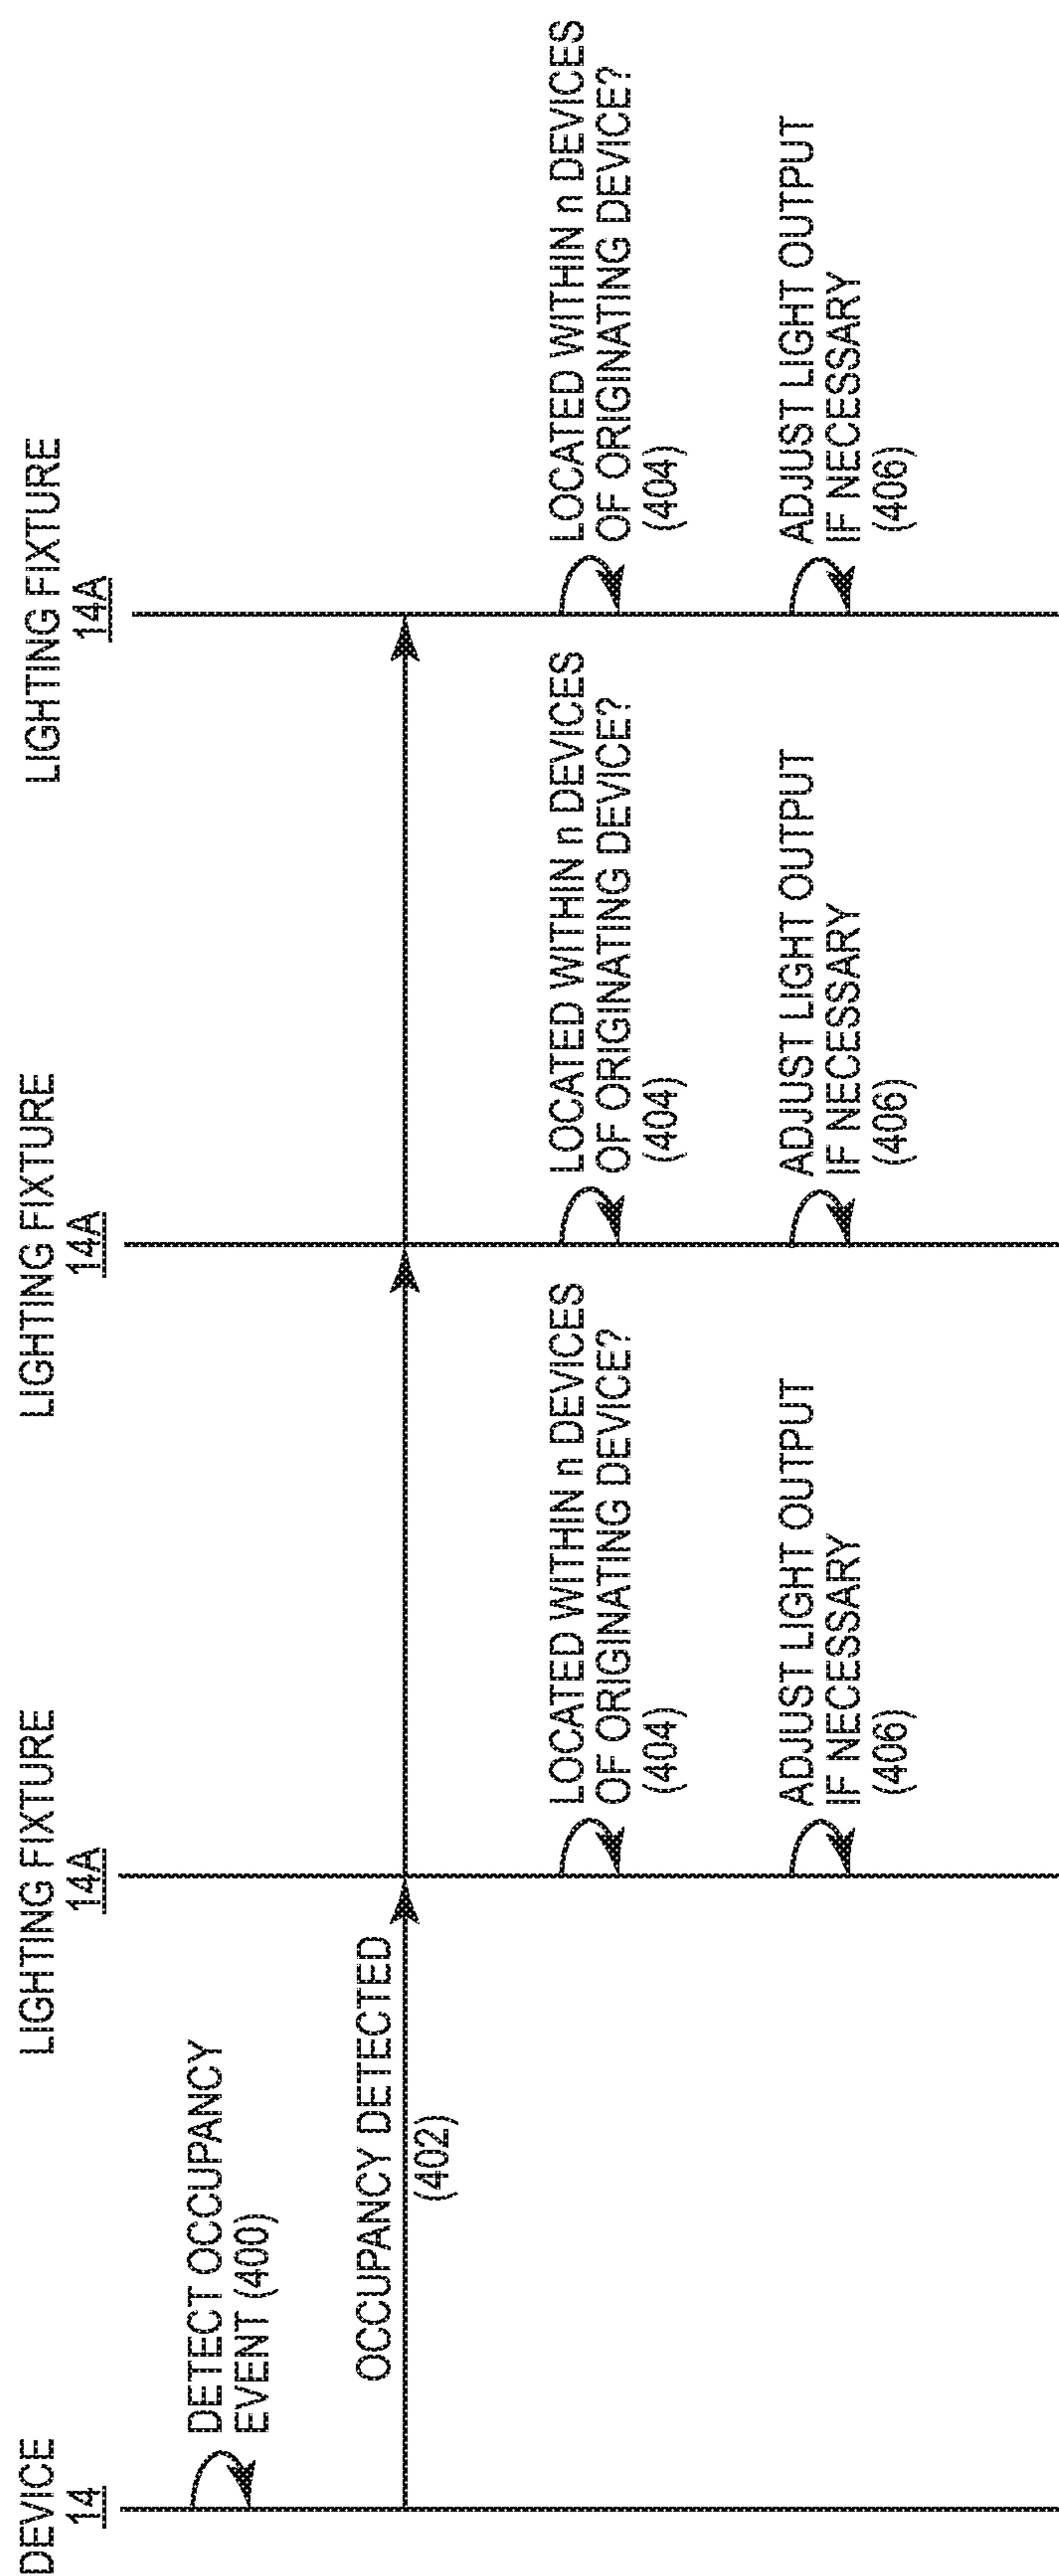 DEVICE
14
LIGHTING FIXTURE
14A
LIGHTING FIXTURE
14A
LIGHTING FIXTURE
14A
DETECT OCCUPANCY
EVENT (400)
OCCUPANCY DETECTED
(402)
LOCATED WITHIN n DEVICES
OF ORIGINATING DEVICE?
(404)
LOCATED WITHIN n DEVICES
OF ORIGINATING DEVICE?
(404)
LOCATED WITHIN n DEVICES
OF ORIGINATING DEVICE?
(404)
ADJUST LIGHT OUTPUT
IF NECESSARY
(406)
ADJUST LIGHT OUTPUT
IF NECESSARY
(406)
ADJUST LIGHT OUTPUT
IF NECESSARY
(406)